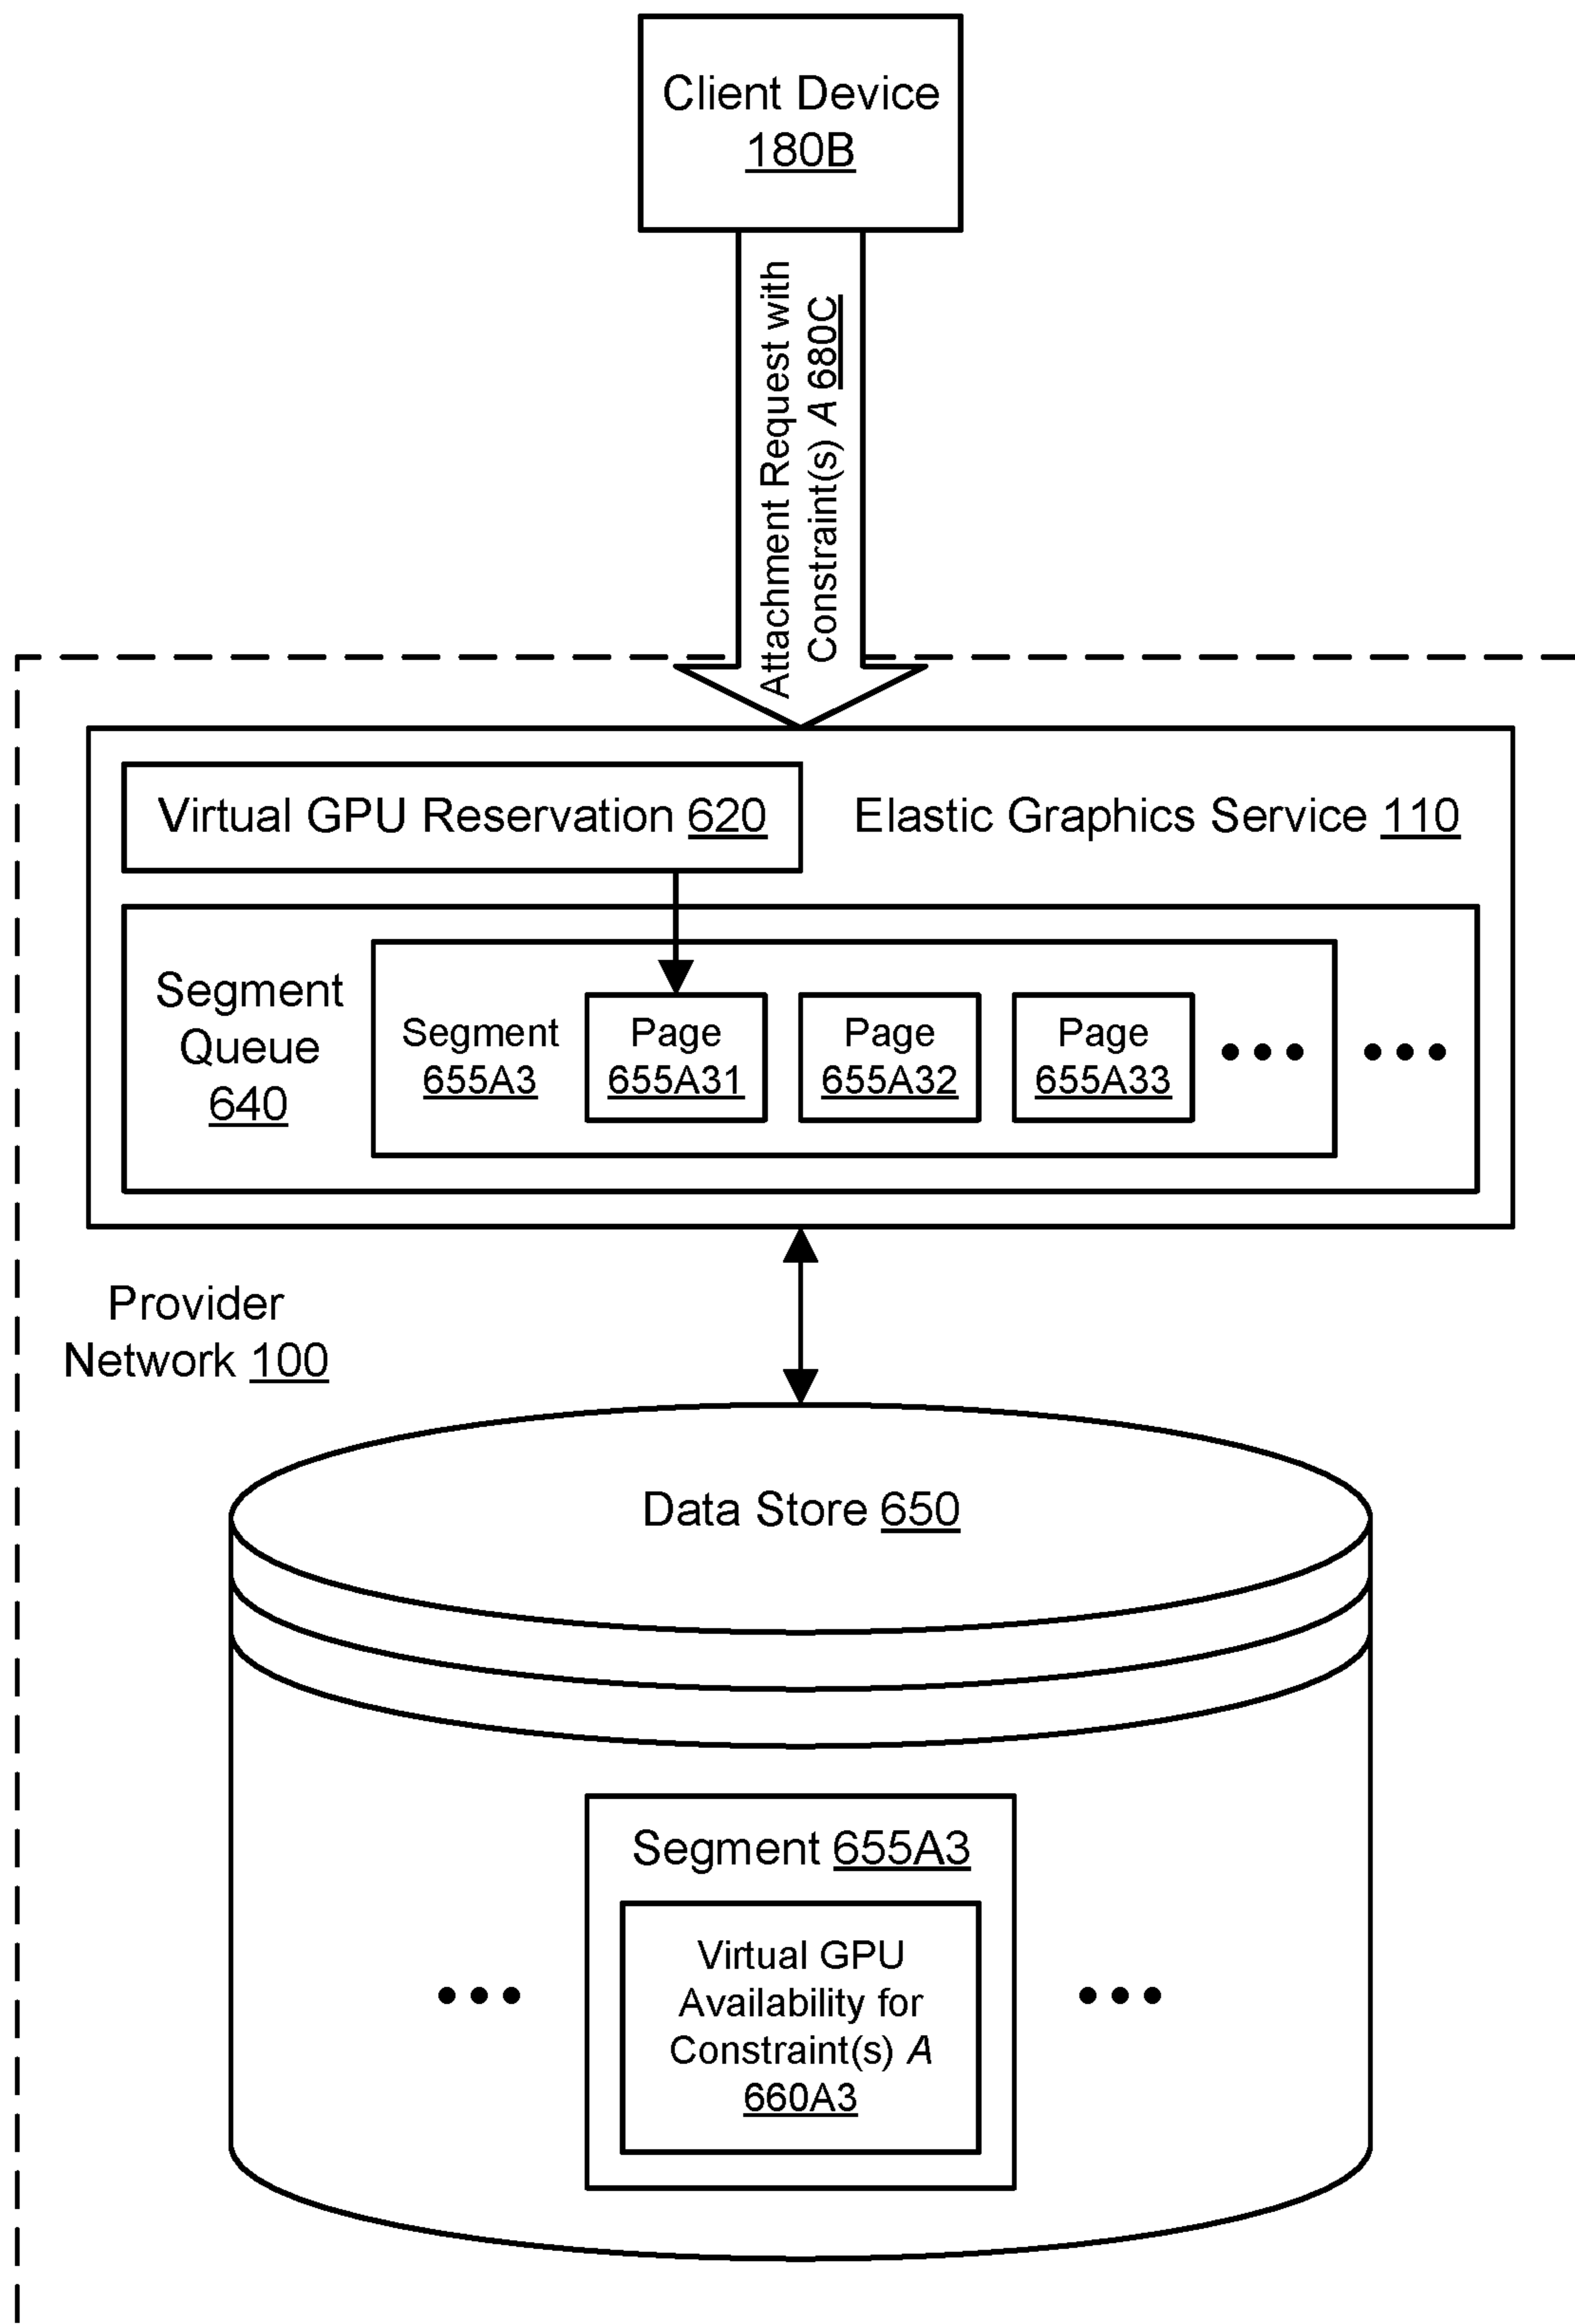 Client Device
180B
Attachment Request with
Constraint(s) A 680C
Virtual GPU Reservation 620
Elastic Graphics Service 110
Segment
Queue
640
Segment
655A3
Page
655A31
Page
655A32
Page
655A33
Provider
Network 100
Data Store 650
Segment 655A3
Virtual GPU
Availability for
Constraint(s) A
660A3